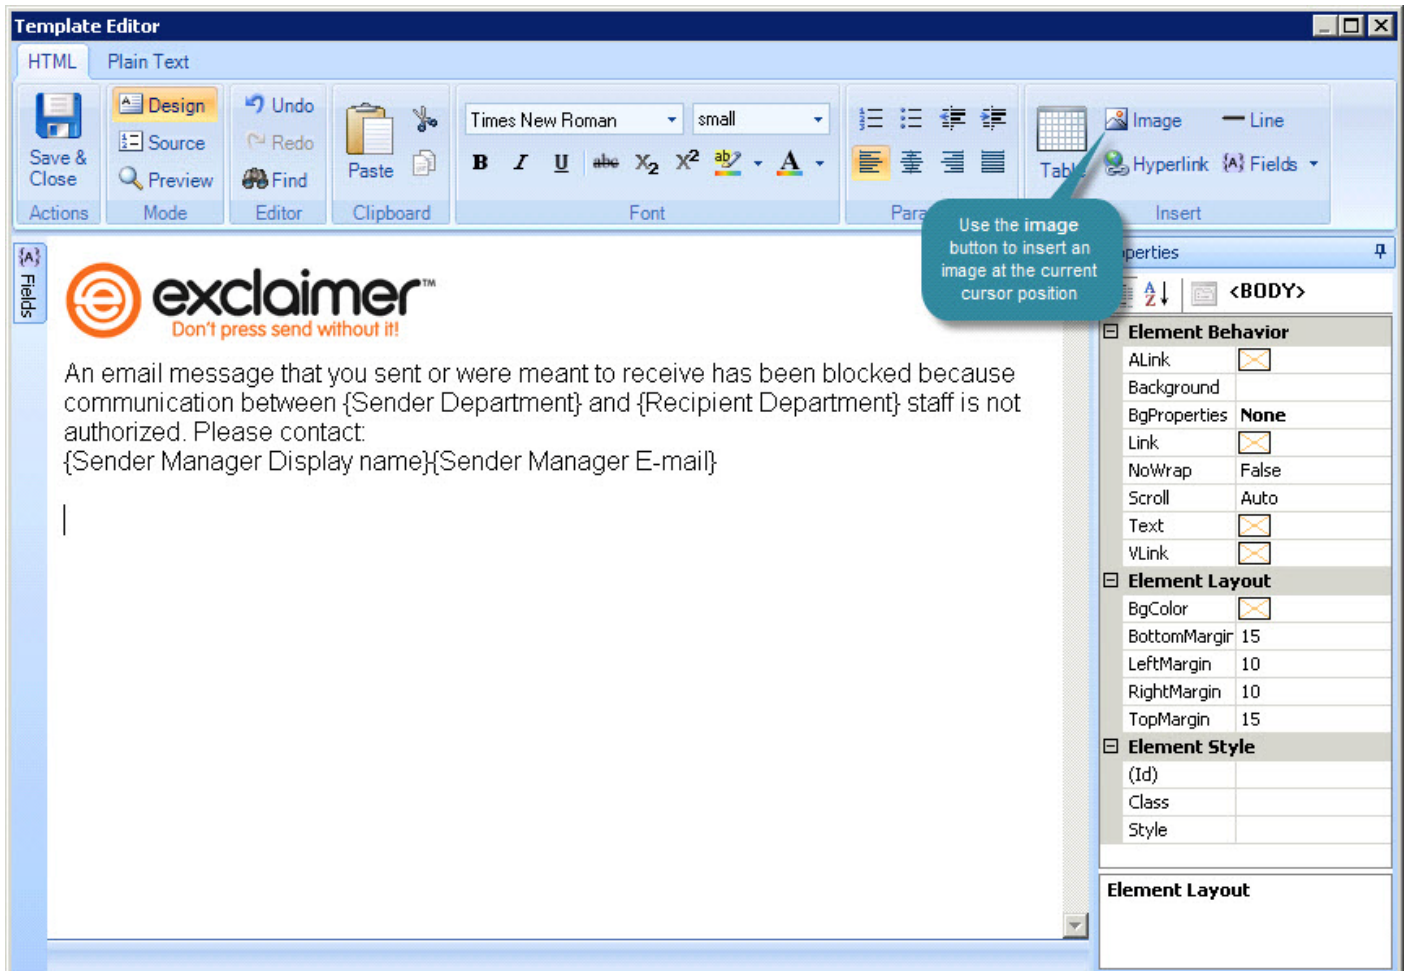 Template Editor
HTML
Plain Text
Save & Close
Actions
Design
Source
Preview
Mode
Undo
Redo
Find
Editor
Paste
Clipboard
Times New Roman
small
B I U abc X2 X2 ab A
Font
Para
Table
Image
Line
Hyperlink
{A} Fields
Insert
Use the image
button to insert an
image at the current
cursor position
{A} Fields
exclaimer™
Don't press send without it!
An email message that you sent or were meant to receive has been blocked because
communication between {Sender Department} and {Recipient Department} staff is not
authorized. Please contact:
{Sender Manager Display name}{Sender Manager E-mail}
perties
<BODY>
Element Behavior
ALink
Background
BgProperties None
Link
NoWrap False
Scroll Auto
Text
VLink
Element Layout
BgColor
BottomMargin 15
LeftMargin 10
RightMargin 10
TopMargin 15
Element Style
(Id)
Class
Style
Element Layout